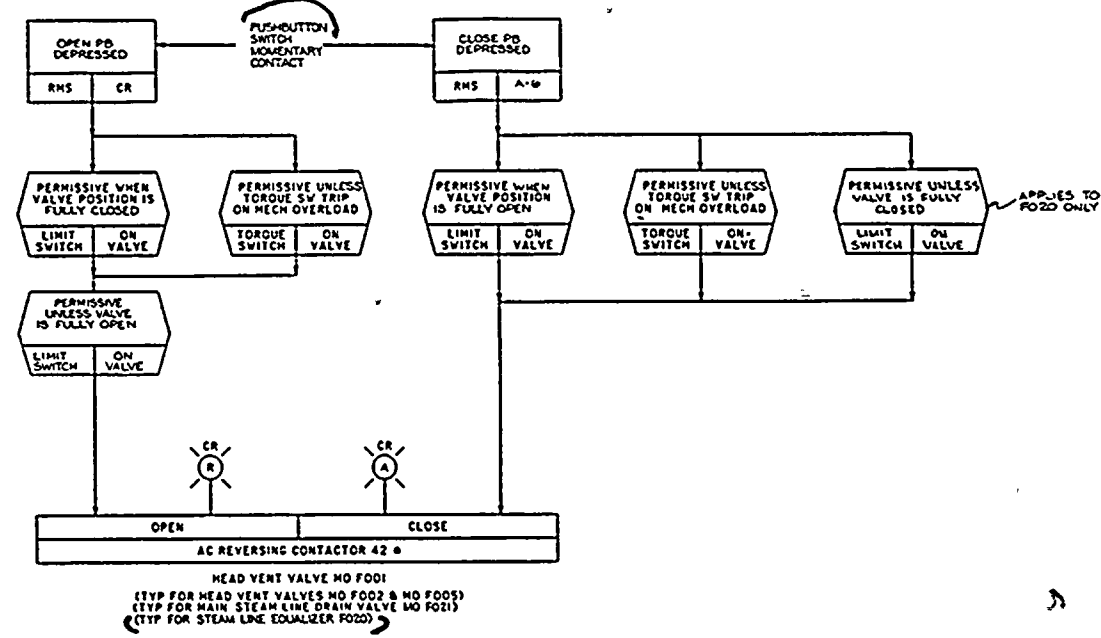 PUSHBUTTON
SWITCH
MOMENTARY
CONTACT
OPEN PB
DEPRESSED
RMS CR
CLOSE PB
DEPRESSED
RMS A-6
PERMISSIVE WHEN
VALVE POSITION IS
FULLY CLOSED
LIMIT
SWITCH
ON
VALVE
PERMISSIVE UNLESS
TORQUE SW TRIP
ON MECH OVERLOAD
TORQUE
SWITCH
ON
VALVE
PERMISSIVE WHEN
VALVE POSITION
IS FULLY OPEN
LIMIT
SWITCH
ON
VALVE
PERMISSIVE UNLESS
TORQUE SW TRIP
ON MECH OVERLOAD
TORQUE
SWITCH
ON
VALVE
PERMISSIVE UNLESS
VALVE IS FULLY
CLOSED
LIMIT
SWITCH
ON
VALVE
APPLIES TO
F020 ONLY
PERMISSIVE
UNLESS VALVE
IS FULLY OPEN
LIMIT
SWITCH
ON
VALVE
CR
R
CR
A
OPEN
CLOSE
AC REVERSING CONTACTOR 42
HEAD VENT VALVE MO F001
(TYP FOR HEAD VENT VALVES MO F002 & MO F005)
(TYP FOR MAIN STEAM LINE DRAIN VALVE MO F021)
(TYP FOR STEAM LINE EQUALIZER F020)